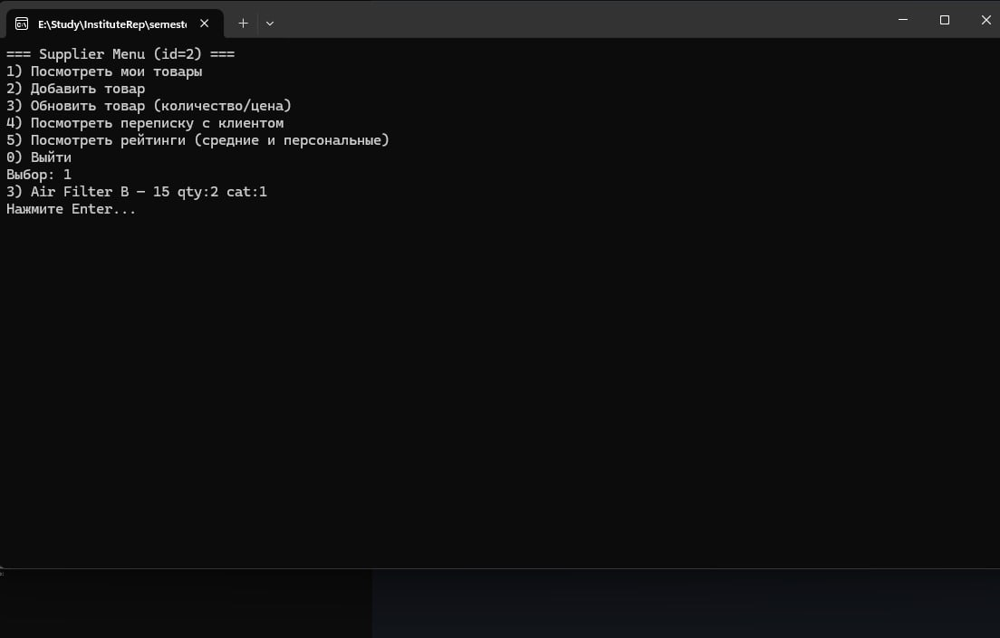 E:\Study\InstituteRep\semeste
=== Supplier Menu (id=2) ===
1) Посмотреть мои товары
2) Добавить товар
3) Обновить товар (количество/цена)
4) Посмотреть переписку с клиентом
5) Посмотреть рейтинги (средние и персональные)
0) Выйти
Выбор: 1
3) Air Filter B — 15 qty:2 cat:1
Нажмите Enter...